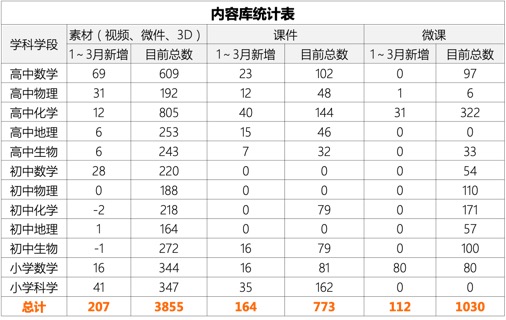 内容库统计表
学科学段 素材（视频、微件、3D） 课件 微课
1~3月新增 目前总数 1~3月新增 目前总数 1~3月新增 目前总数
高中数学 69 609 23 102 0 97
高中物理 31 192 12 48 1 6
高中化学 12 805 40 144 31 322
高中地理 6 253 15 46 0 0
高中生物 6 243 7 32 0 33
初中数学 28 220 0 0 0 54
初中物理 0 188 0 0 0 110
初中化学 -2 218 0 79 0 171
初中地理 1 164 0 0 0 57
初中生物 -1 272 16 79 0 100
小学数学 16 344 16 81 80 80
小学科学 41 347 35 162 0 0
总计 207 3855 164 773 112 1030